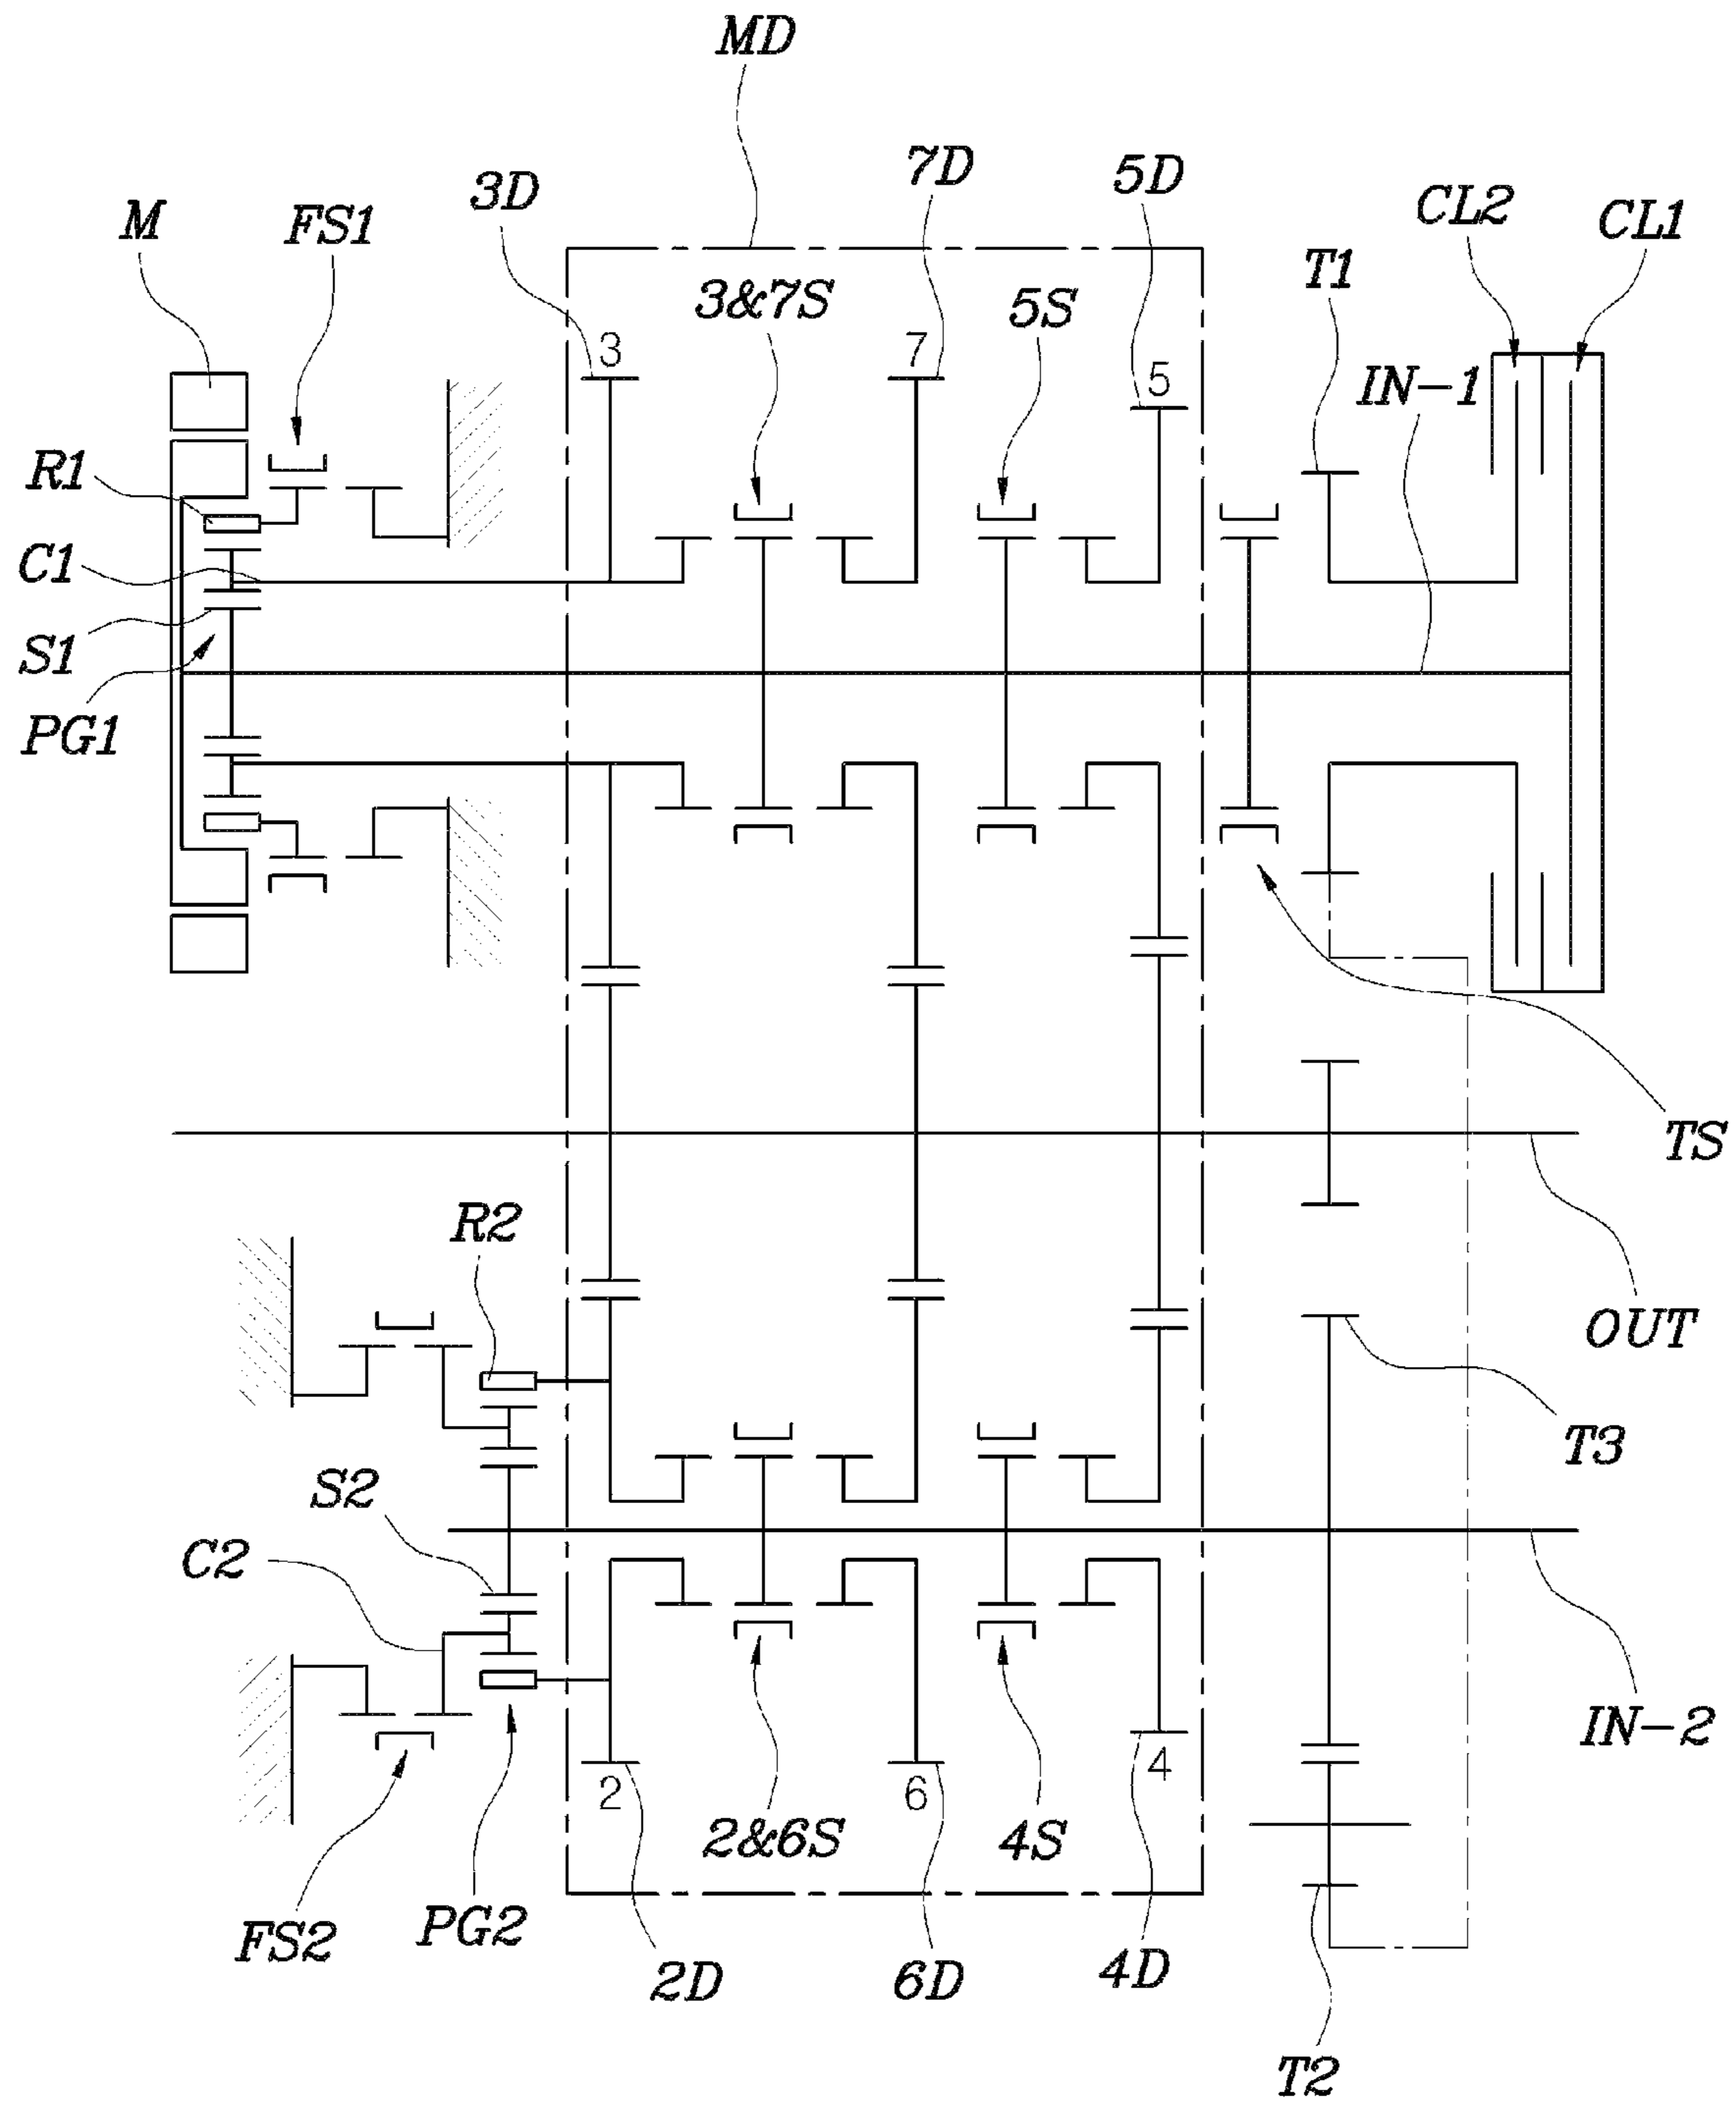 MD
7D
5D
3D
CL2
CL1
M
FS1
T1
3&7S
5S
3
7
5
IN-1
R1
C1
S1
PG1
TS
R2
OUT
T3
S2
C2
IN-2
2
6
4
2&6S
4S
FS2
PG2
2D
6D
4D
T2